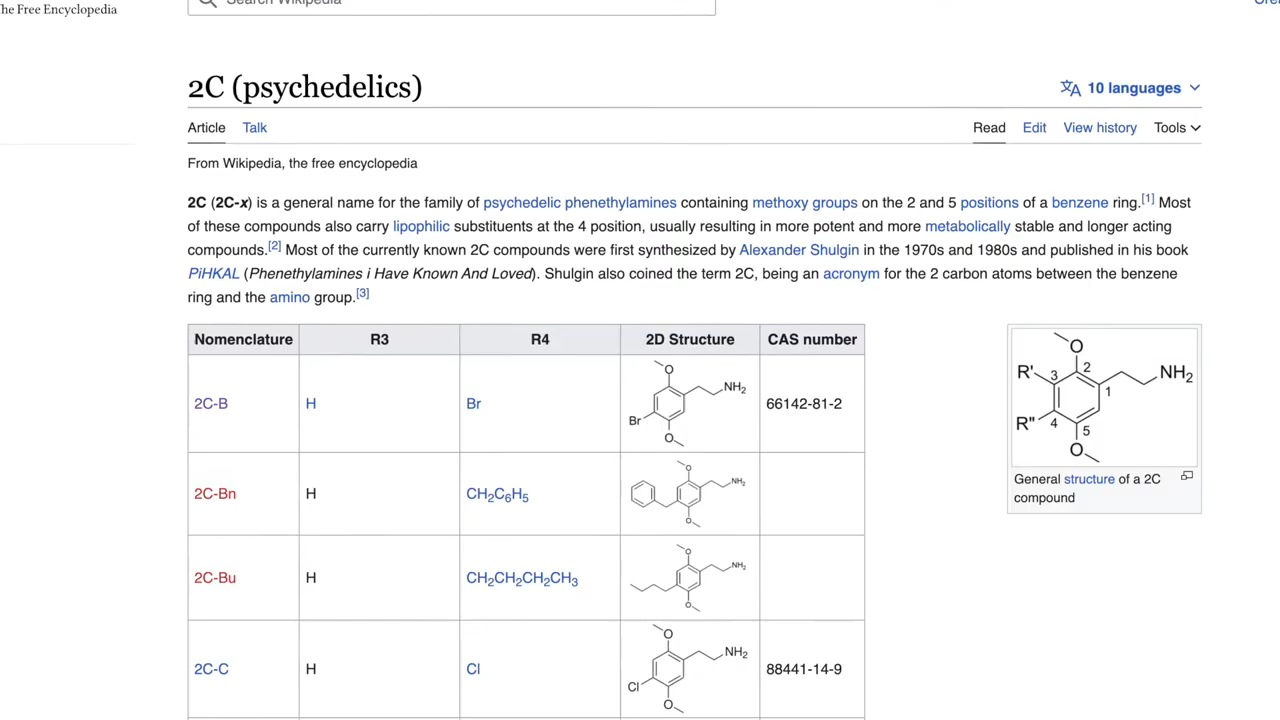 he Free Encyclopedia
Search Wikipedia
Cre
2C (psychedelics)
10 languages
Article Talk
Read Edit View history Tools
From Wikipedia, the free encyclopedia
2C (2C-x) is a general name for the family of psychedelic phenethylamines containing methoxy groups on the 2 and 5 positions of a benzene ring.[1] Most
of these compounds also carry lipophilic substituents at the 4 position, usually resulting in more potent and more metabolically stable and longer acting
compounds.[2] Most of the currently known 2C compounds were first synthesized by Alexander Shulgin in the 1970s and 1980s and published in his book
PiHKAL (Phenethylamines i Have Known And Loved). Shulgin also coined the term 2C, being an acronym for the 2 carbon atoms between the benzene
ring and the amino group.[3]
Nomenclature R3 R4 2D Structure CAS number
2C-B H Br O NH2 Br O 66142-81-2
2C-Bn H CH2C6H5 O NH2 O
2C-Bu H CH2CH2CH2CH3 O NH2 O
2C-C H Cl O NH2 Cl O 88441-14-9
O
R' 3 2 NH2
1
R" 4 5
O
General structure of a 2C
compound